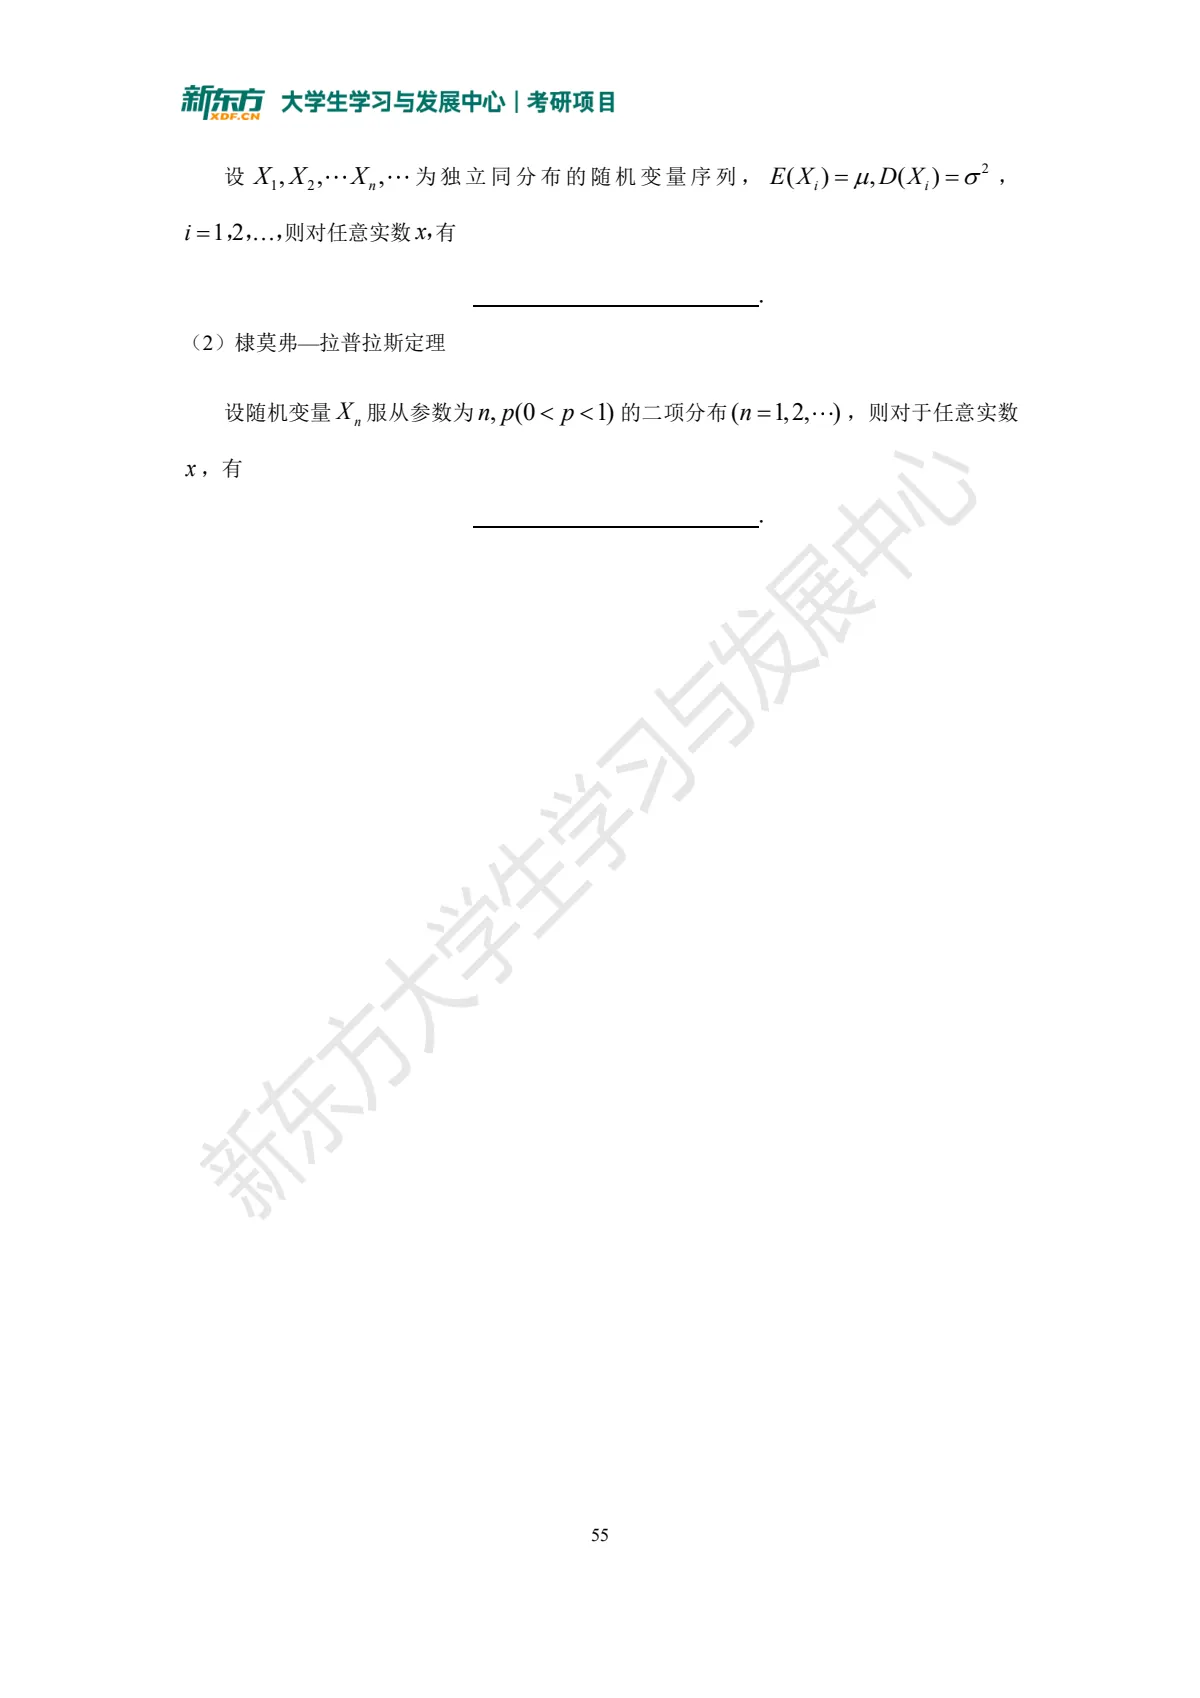 新东方 XDF.CN 大学生学习与发展中心 | 考研项目
设 X₁, X₂, ⋯ Xₙ, ⋯ 为独立同分布的随机变量序列， E(Xᵢ) = μ, D(Xᵢ) = σ² ，
i = 1，2，…，则对任意实数 x，有
.
（2）棣莫弗—拉普拉斯定理
设随机变量 Xₙ 服从参数为 n, p(0 < p < 1) 的二项分布 (n = 1, 2, ⋯) ，则对于任意实数
x ，有
.
新东方大学生学习与发展中心
55